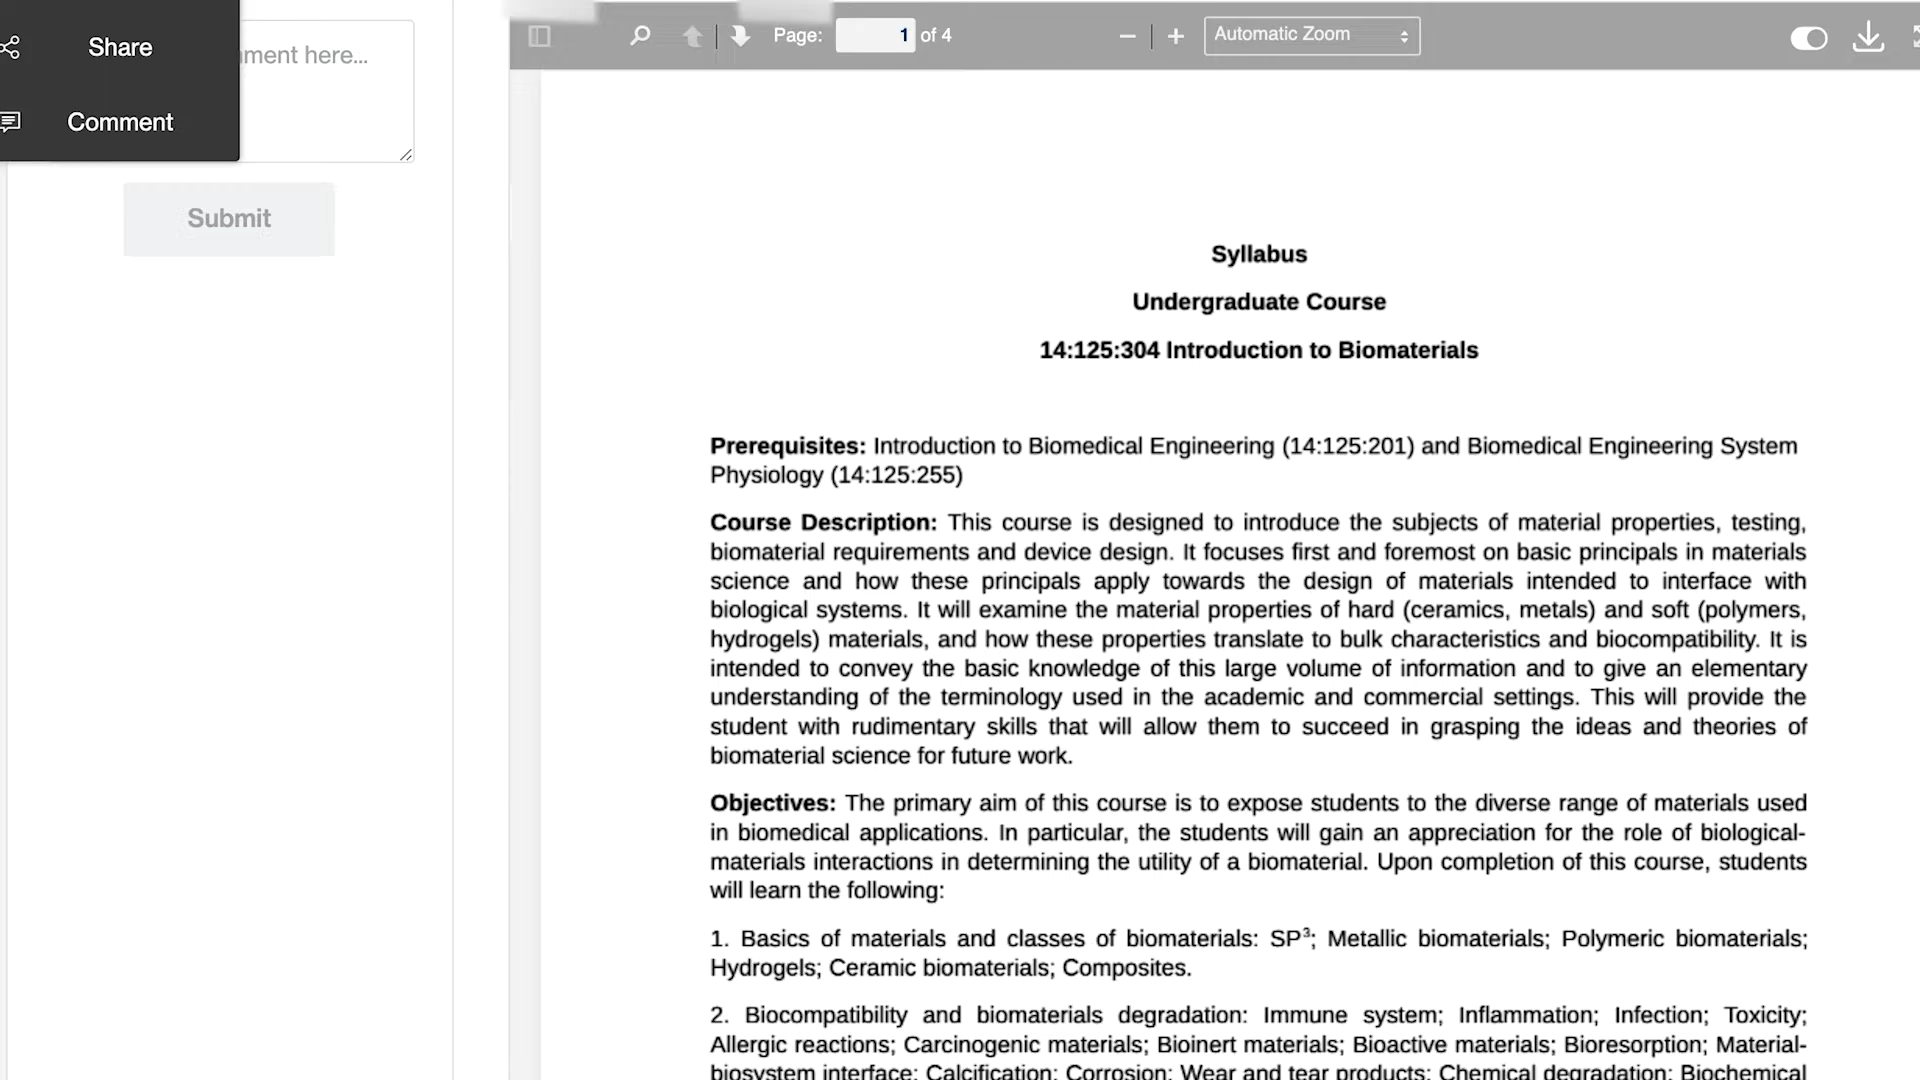 Share
Comment
ment here...
Submit
Page: 1 of 4
Automatic Zoom
Syllabus
Undergraduate Course
14:125:304 Introduction to Biomaterials
Prerequisites: Introduction to Biomedical Engineering (14:125:201) and Biomedical Engineering System
Physiology (14:125:255)
Course Description: This course is designed to introduce the subjects of material properties, testing,
biomaterial requirements and device design. It focuses first and foremost on basic principals in materials
science and how these principals apply towards the design of materials intended to interface with
biological systems. It will examine the material properties of hard (ceramics, metals) and soft (polymers,
hydrogels) materials, and how these properties translate to bulk characteristics and biocompatibility. It is
intended to convey the basic knowledge of this large volume of information and to give an elementary
understanding of the terminology used in the academic and commercial settings. This will provide the
student with rudimentary skills that will allow them to succeed in grasping the ideas and theories of
biomaterial science for future work.
Objectives: The primary aim of this course is to expose students to the diverse range of materials used
in biomedical applications. In particular, the students will gain an appreciation for the role of biological-
materials interactions in determining the utility of a biomaterial. Upon completion of this course, students
will learn the following:
1. Basics of materials and classes of biomaterials: SP³; Metallic biomaterials; Polymeric biomaterials;
Hydrogels; Ceramic biomaterials; Composites.
2. Biocompatibility and biomaterials degradation: Immune system; Inflammation; Infection; Toxicity;
Allergic reactions; Carcinogenic materials; Bioinert materials; Bioactive materials; Bioresorption; Material-
biosystem interface; Calcification; Corrosion; Wear and tear products; Chemical degradation; Biochemical